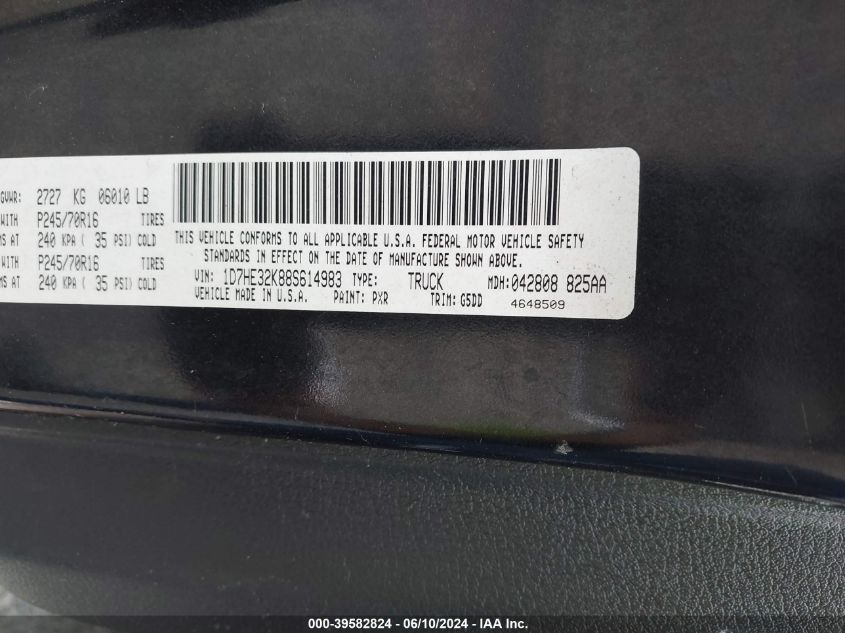 GVWR: 2727 KG 06010 LB
WITH P245/70R16 TIRES
MS AT 240 KPA ( 35 PSI) COLD
WITH P245/70R16 TIRES
MS AT 240 KPA ( 35 PSI) COLD
THIS VEHICLE CONFORMS TO ALL APPLICABLE U.S.A. FEDERAL MOTOR VEHICLE SAFETY
STANDARDS IN EFFECT ON THE DATE OF MANUFACTURE SHOWN ABOVE.
VIN: 1D7HE32K88S614983 TYPE: TRUCK MDH: 042808 825AA
VEHICLE MADE IN U.S.A. PAINT: PXR TRIM: G5DD 4648509
000-39582824 - 06/10/2024 - IAA Inc.